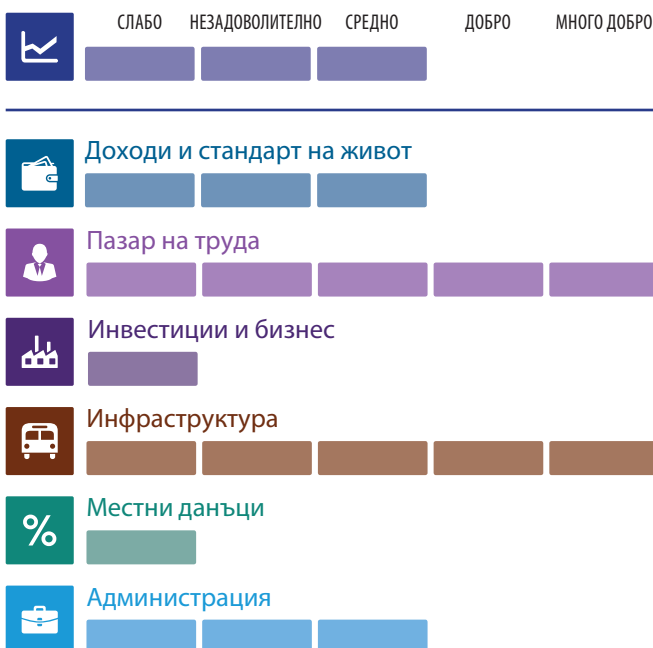 СЛАБО НЕЗАДОВОЛИТЕЛНО СРЕДНО ДОБРО МНОГО ДОБРО
Доходи и стандарт на живот
Пазар на труда
Инвестиции и бизнес
Инфраструктура
Местни данъци
%
Администрация